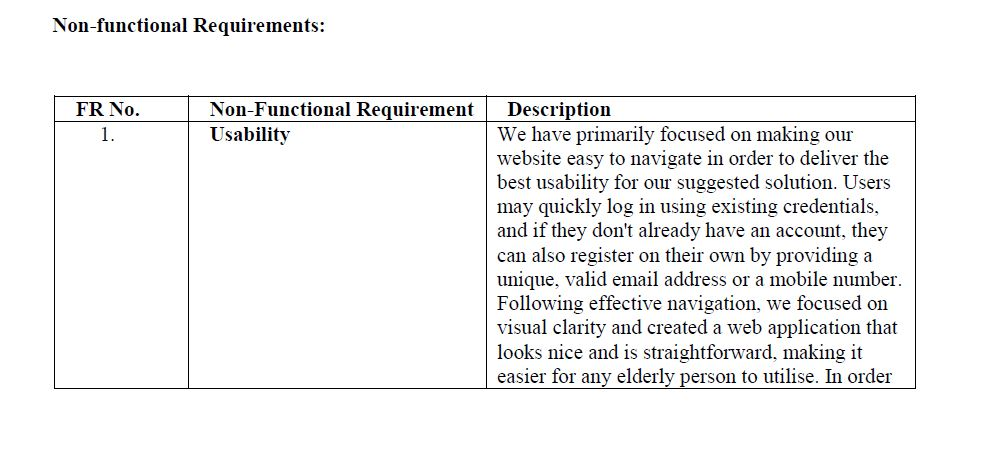 Non-functional Requirements:
FR No. Non-Functional Requirement Description
1. Usability We have primarily focused on making our
website easy to navigate in order to deliver the
best usability for our suggested solution. Users
may quickly log in using existing credentials,
and if they don't already have an account, they
can also register on their own by providing a
unique, valid email address or a mobile number.
Following effective navigation, we focused on
visual clarity and created a web application that
looks nice and is straightforward, making it
easier for any elderly person to utilise. In order